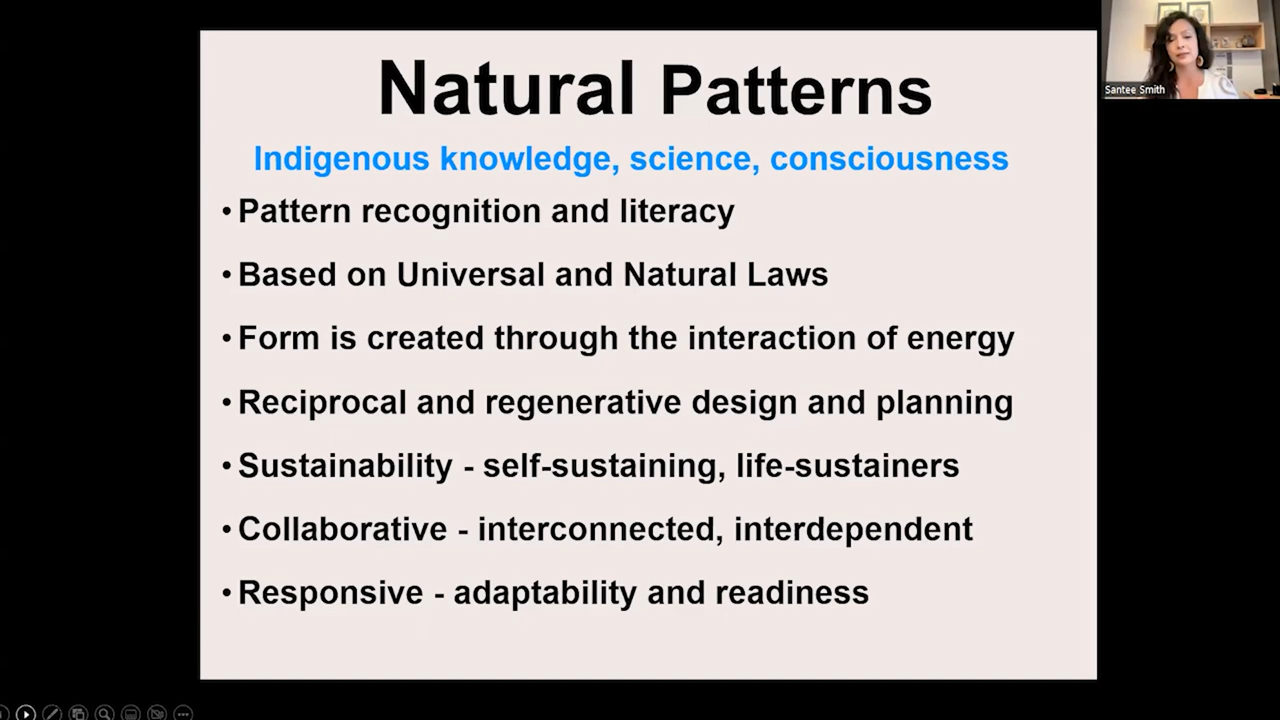 Natural Patterns
Indigenous knowledge, science, consciousness
• Pattern recognition and literacy
• Based on Universal and Natural Laws
• Form is created through the interaction of energy
• Reciprocal and regenerative design and planning
• Sustainability - self-sustaining, life-sustainers
• Collaborative - interconnected, interdependent
• Responsive - adaptability and readiness
Santee Smith